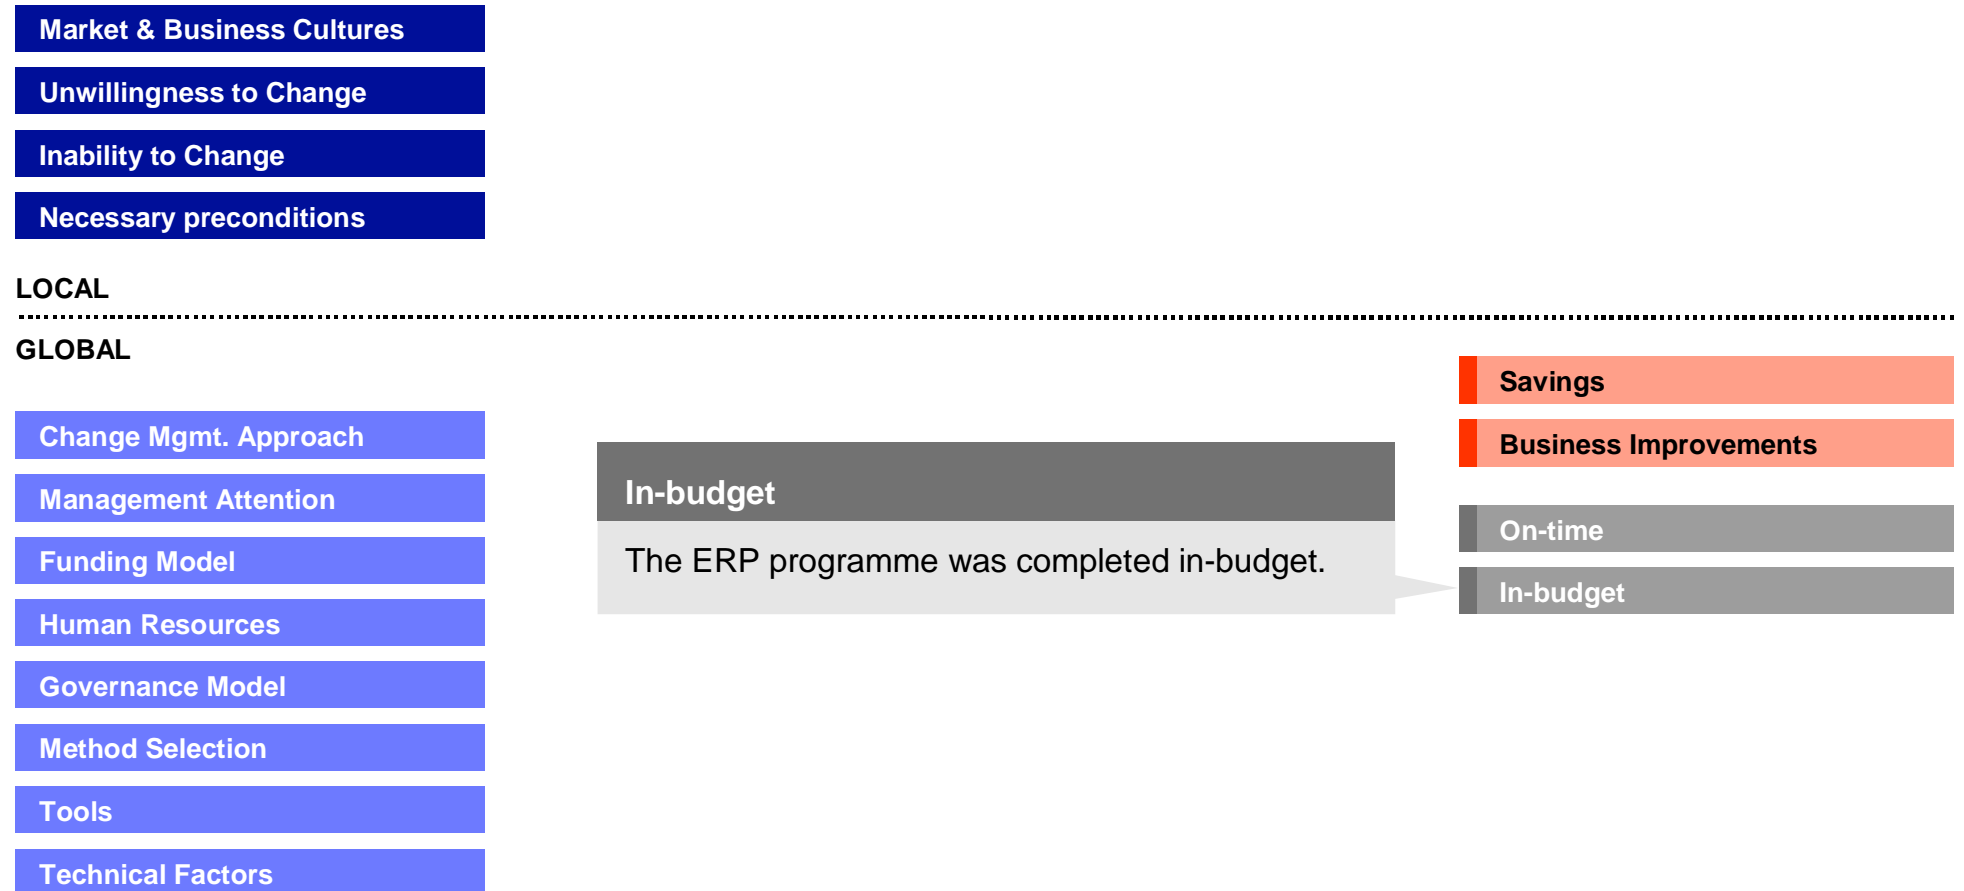 Market & Business Cultures
Unwillingness to Change
Inability to Change
Necessary preconditions
LOCAL
GLOBAL
Change Mgmt. Approach
Management Attention
Funding Model
Human Resources
Governance Model
Method Selection
Tools
Technical Factors
In-budget
The ERP programme was completed in-budget.
Savings
Business Improvements
On-time
In-budget